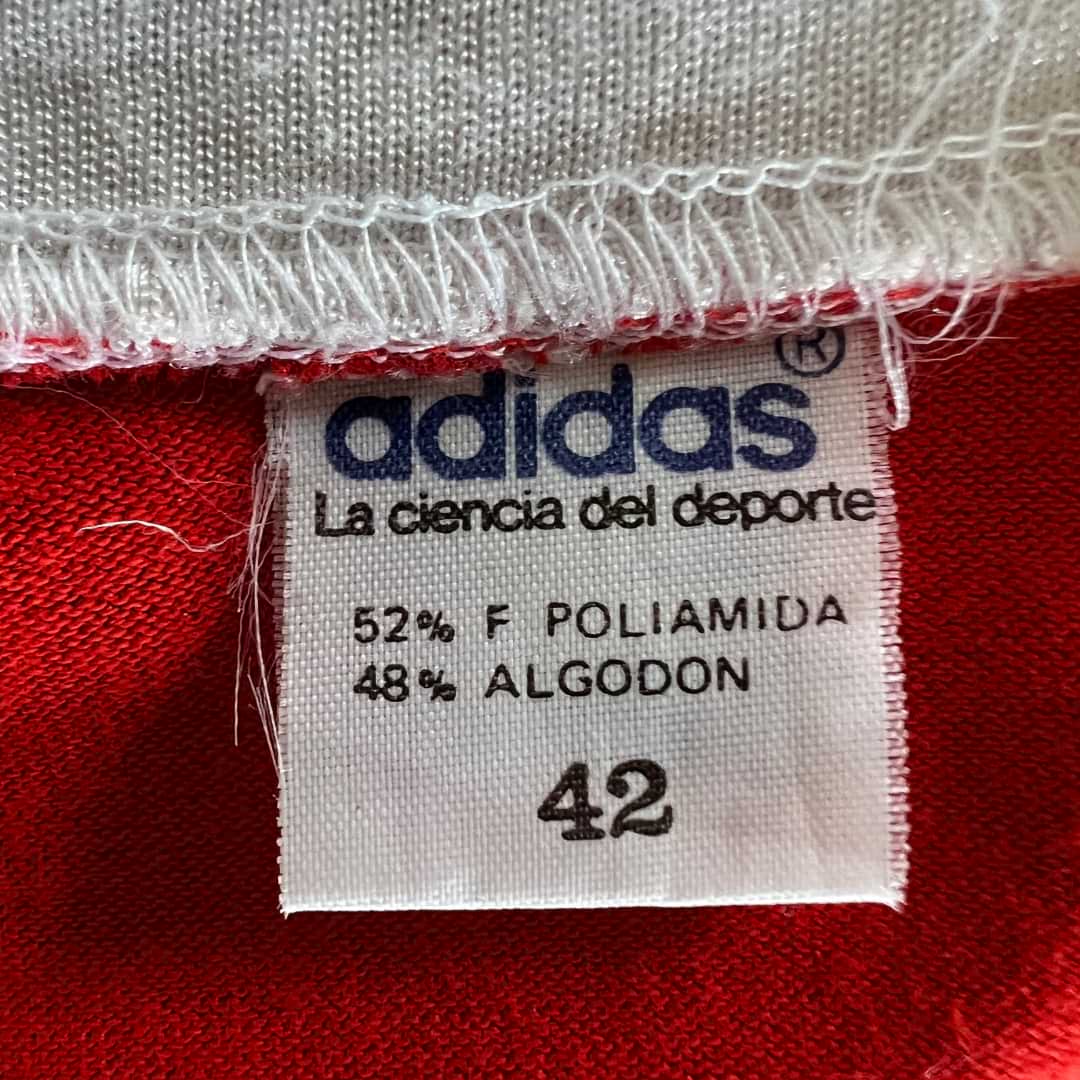 adidas®
La ciencia del deporte
52% F POLIAMIDA
48% ALGODON
42